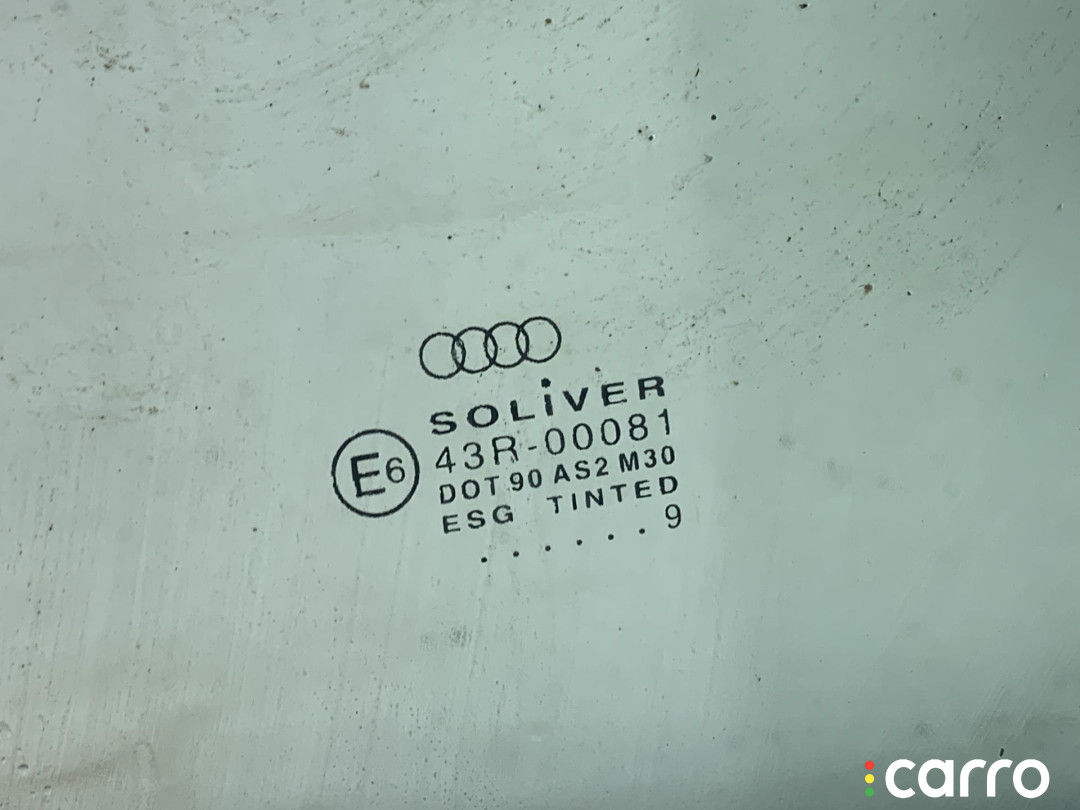 SOLiVER
E6
43R-00081
DOT 90 AS2 M30
ESG TINTED
. . . . . . 9
carro